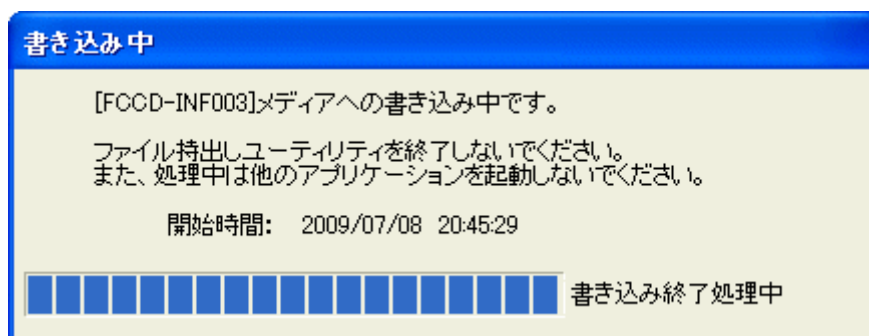 書き込み中
[FCCD-INF003]メディアへの書き込み中です。
ファイル持出しユーティリティを終了しないでください。
また、処理中は他のアプリケーションを起動しないでください。
開始時間: 2009/07/08 20:45:29
書き込み終了処理中